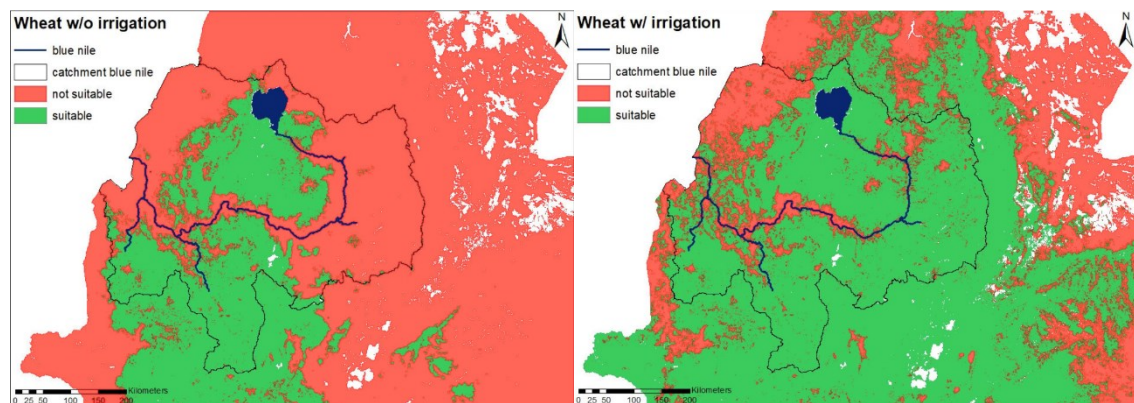 Wheat w/o irrigation
blue nile
catchment blue nile
not suitable
suitable
N
Kilometers
0 25 50 100 150 200
Wheat w/ irrigation
blue nile
catchment blue nile
not suitable
suitable
N
Kilometers
0 25 50 100 150 200